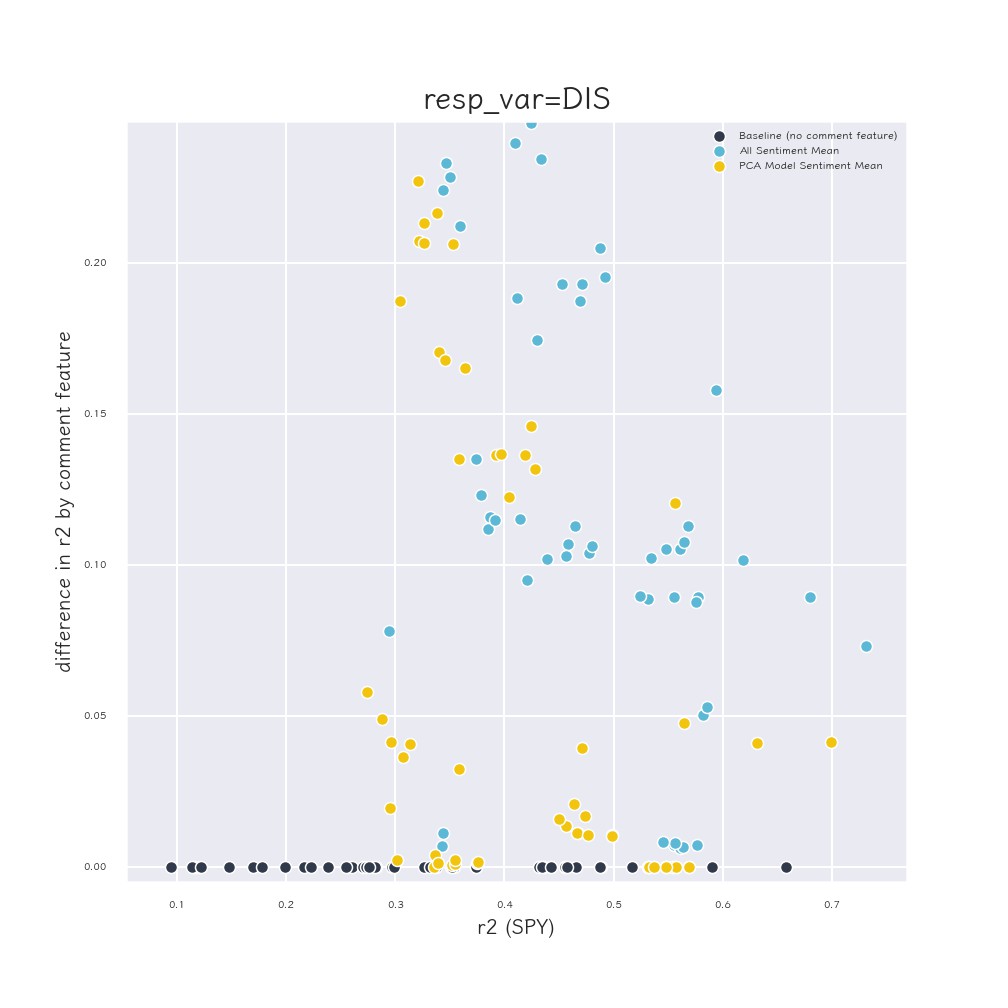 resp_var=DIS
Baseline (no comment feature)
All Sentiment Mean
PCA Model Sentiment Mean
difference in r2 by comment feature
0.20
0.15
0.10
0.05
0.00
0.1 0.2 0.3 0.4 0.5 0.6 0.7
r2 (SPY)